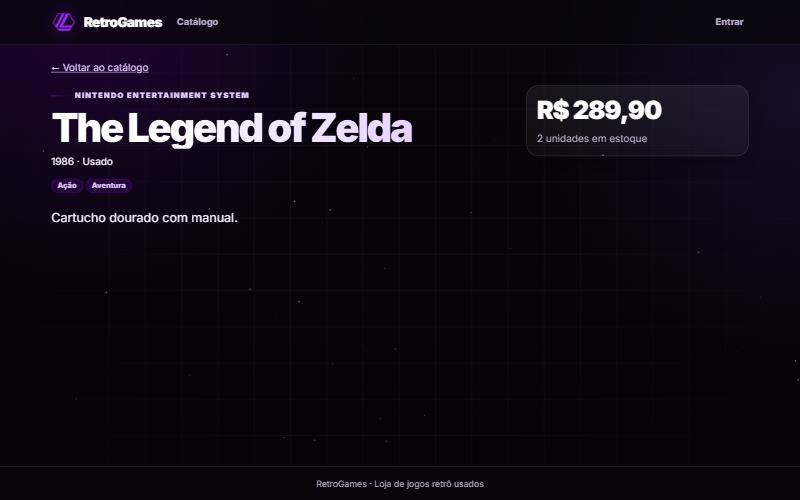 RetroGames
Catálogo
Entrar
← Voltar ao catálogo
NINTENDO ENTERTAINMENT SYSTEM
The Legend of Zelda
1986 · Usado
Ação
Aventura
Cartucho dourado com manual.
R$ 289,90
2 unidades em estoque
RetroGames · Loja de jogos retrô usados